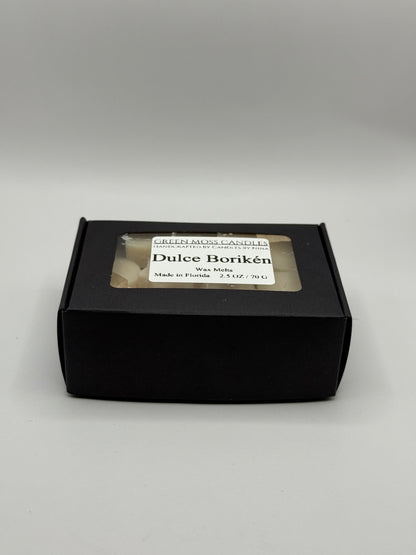 GREEN MOSS CANDLES
HANDCRAFTED BY CANDLES BY NINA
Dulce Borikén
Wax Melts
Made in Florida 2.5 OZ / 70 G